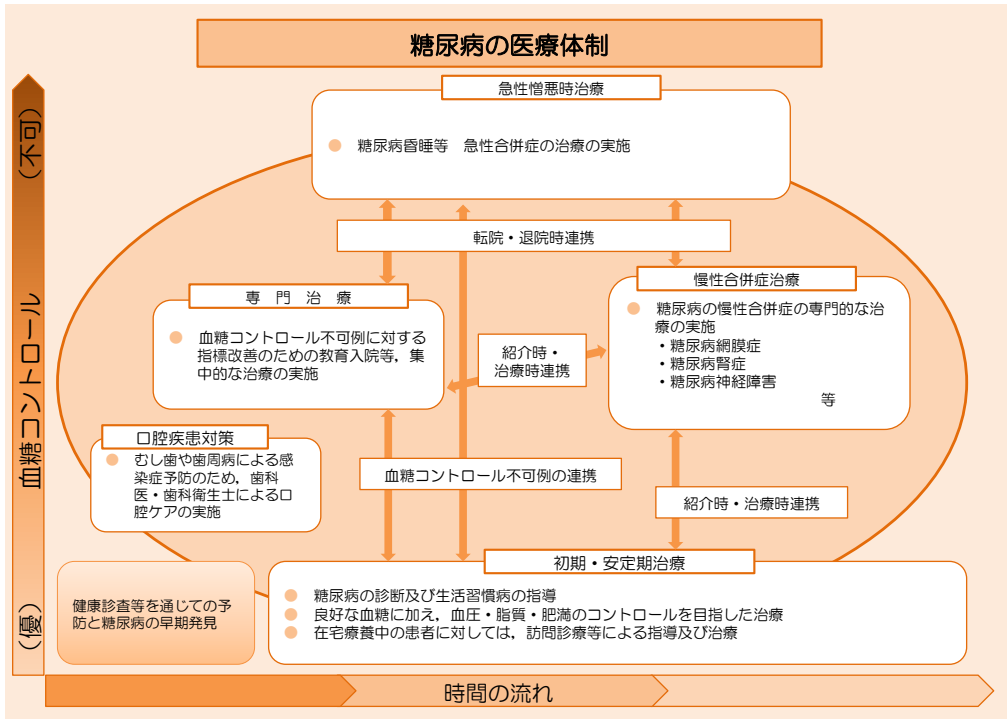 糖尿病の医療体制
急性憎悪時治療
● 糖尿病昏睡等　急性合併症の治療の実施
転院・退院時連携
専　門　治　療
● 血糖コントロール不可例に対する
指標改善のための教育入院等，集
中的な治療の実施
慢性合併症治療
● 糖尿病の慢性合併症の専門的な治
療の実施
・糖尿病網膜症
・糖尿病腎症
・糖尿病神経障害
等
紹介時・
治療時連携
口腔疾患対策
● むし歯や歯周病による感
染症予防のため，歯科
医・歯科衛生士による口
腔ケアの実施
血糖コントロール不可例の連携
紹介時・治療時連携
初期・安定期治療
● 糖尿病の診断及び生活習慣病の指導
● 良好な血糖に加え，血圧・脂質・肥満のコントロールを目指した治療
● 在宅療養中の患者に対しては，訪問診療等による指導及び治療
健康診査等を通じての予
防と糖尿病の早期発見
（不可）
血糖コントロール
（優）
時間の流れ